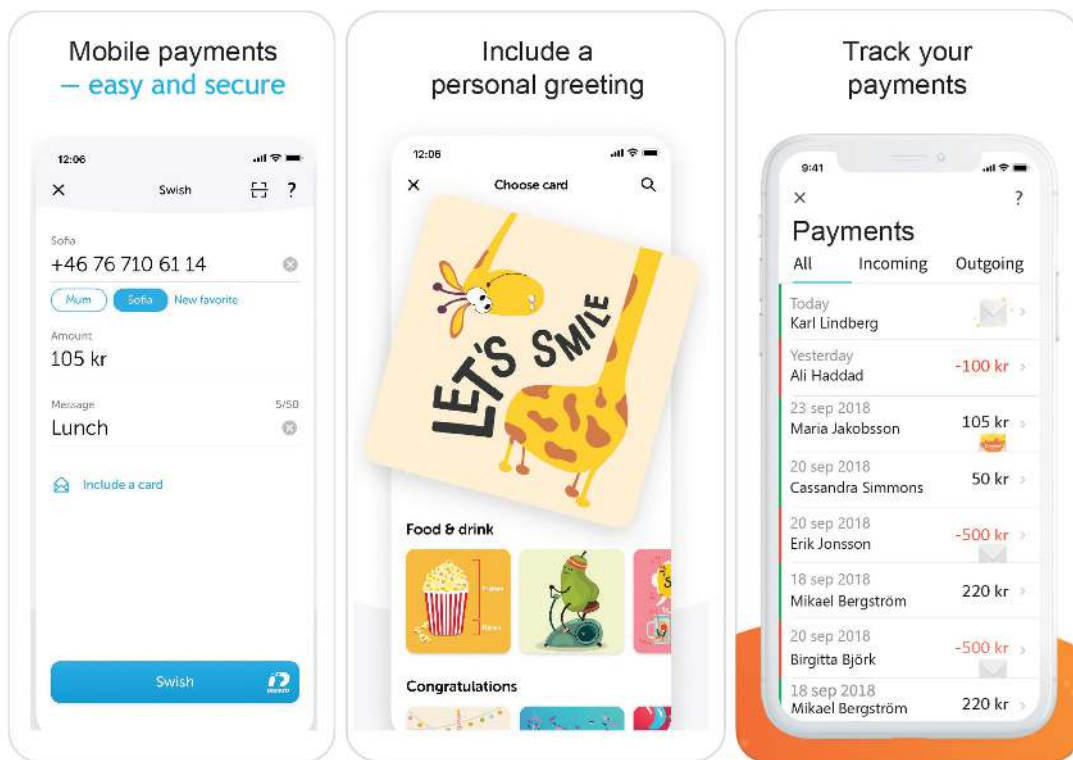 Mobile payments
– easy and secure
12:06
Swish
?
Sofia
+46 76 710 61 14
Mum
Sofia
New favorite
Amount
105 kr
Message
5/50
Lunch
Include a card
Swish
Include a
personal greeting
12:06
Choose card
LET'S SMILE
Food & drink
Congratulations
Track your
payments
9:41
?
Payments
All
Incoming
Outgoing
Today
Karl Lindberg
Yesterday
Ali Haddad
-100 kr
23 sep 2018
Maria Jakobsson
105 kr
20 sep 2018
Cassandra Simmons
50 kr
20 sep 2018
Erik Jonsson
-500 kr
18 sep 2018
Mikael Bergström
220 kr
20 sep 2018
Birgitta Björk
-500 kr
18 sep 2018
Mikael Bergström
220 kr